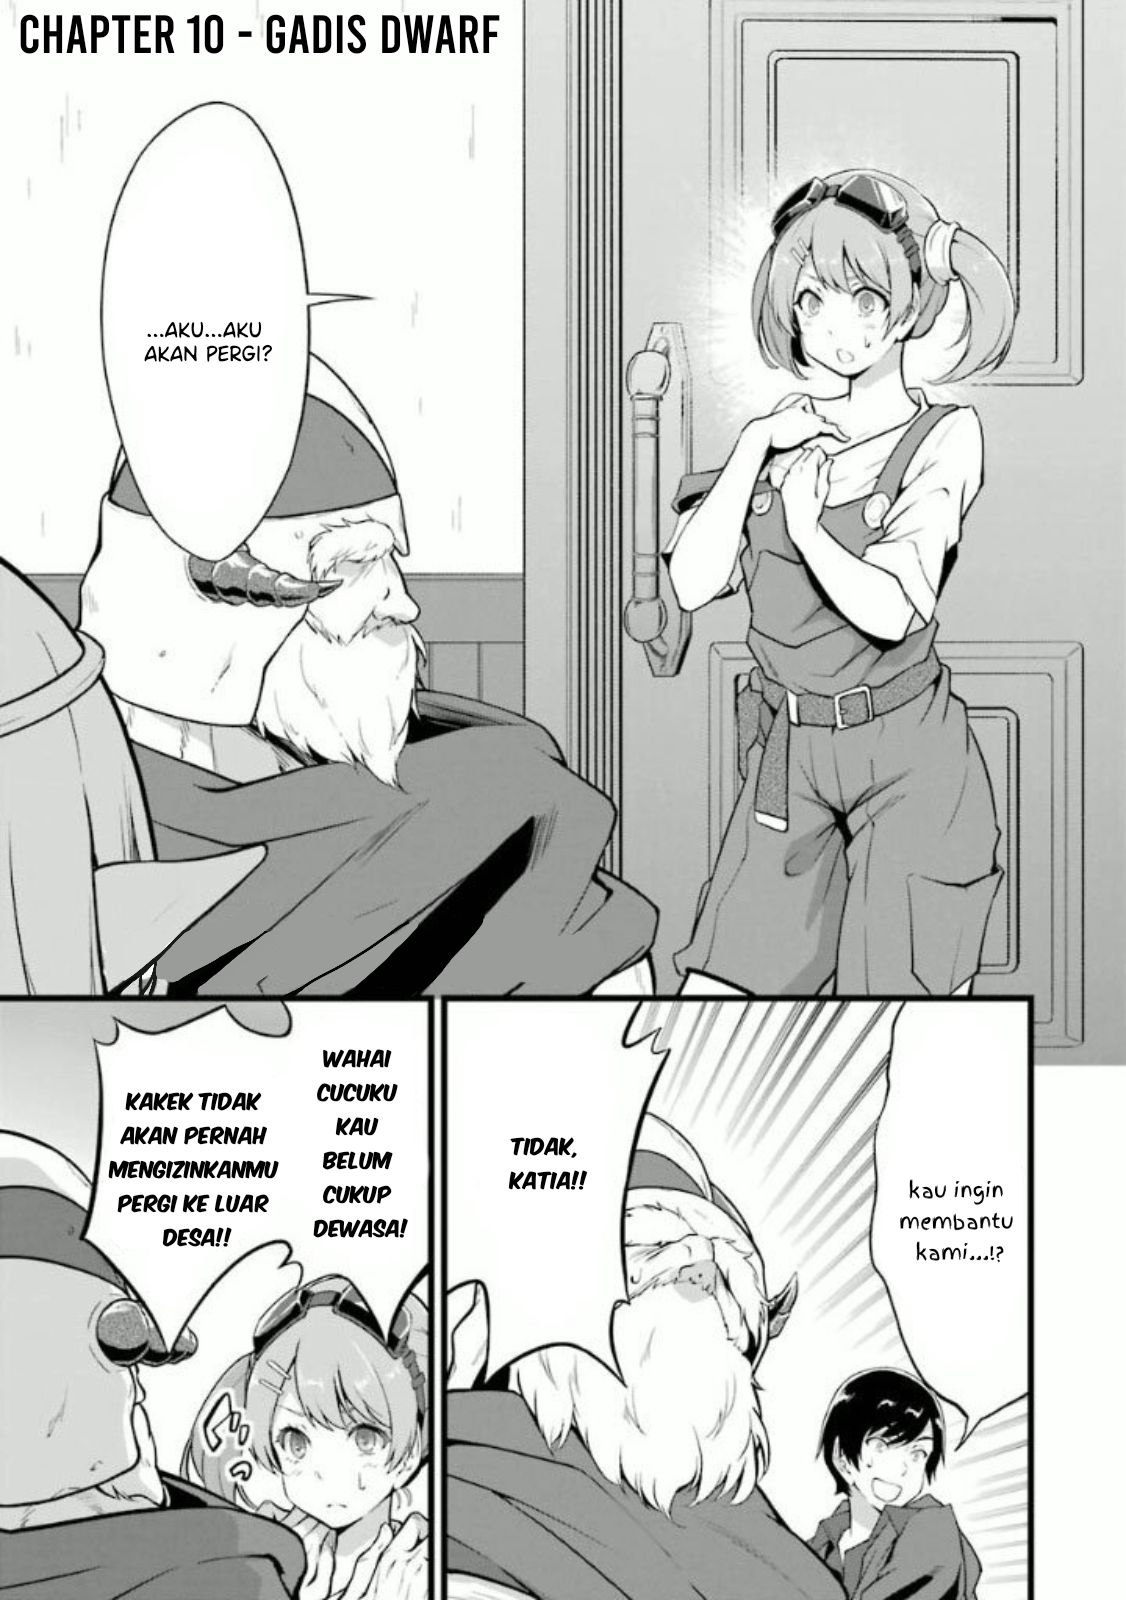 CHAPTER 10 - GADIS DWARF
...AKU...AKU
AKAN PERGI?
kau ingin
membantu
kami...!?
TIDAK,
KATIA!!
WAHAI
CUCUKU
KAU
BELUM
CUKUP
DEWASA!
KAKEK TIDAK
AKAN PERNAH
MENGIZINKANMU
PERGI KE LUAR
DESA!!